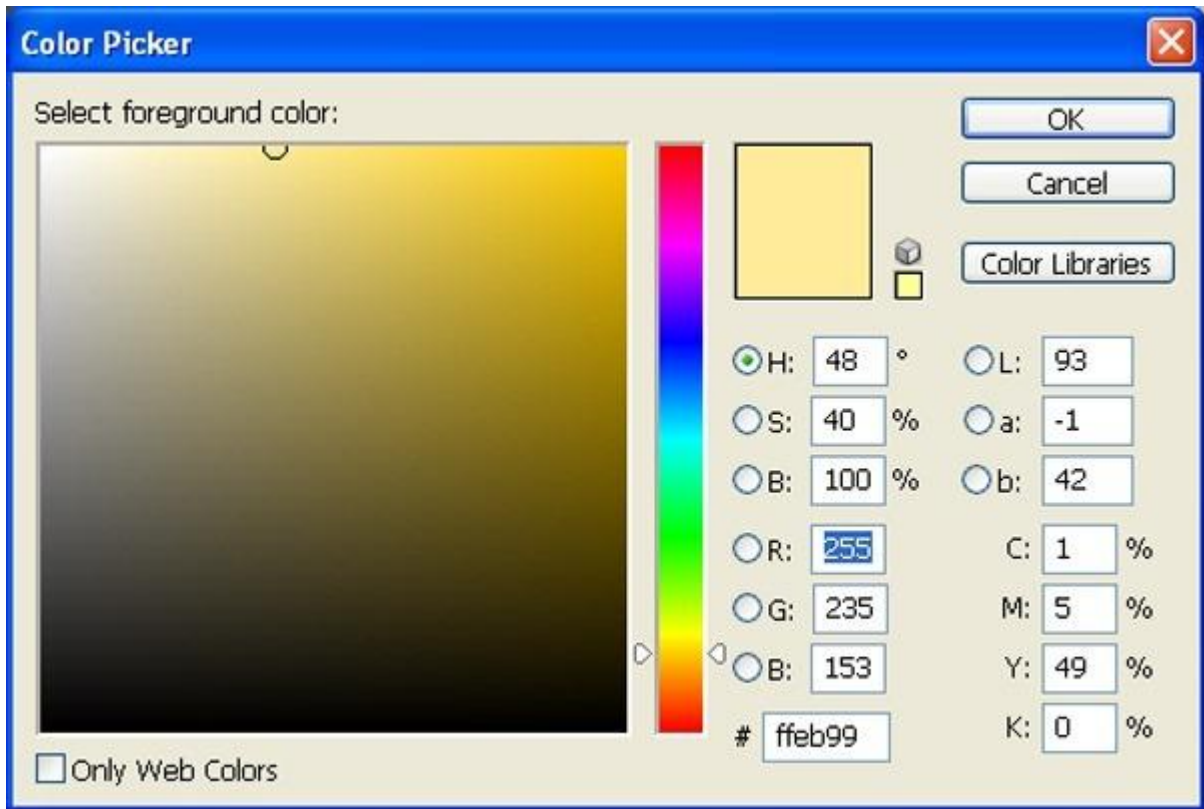 Color Picker
Select foreground color:
OK
Cancel
Color Libraries
H: 48 °
L: 93
S: 40 %
a: -1
B: 100 %
b: 42
R: 255
C: 1 %
G: 235
M: 5 %
B: 153
Y: 49 %
# ffeb99
K: 0 %
Only Web Colors